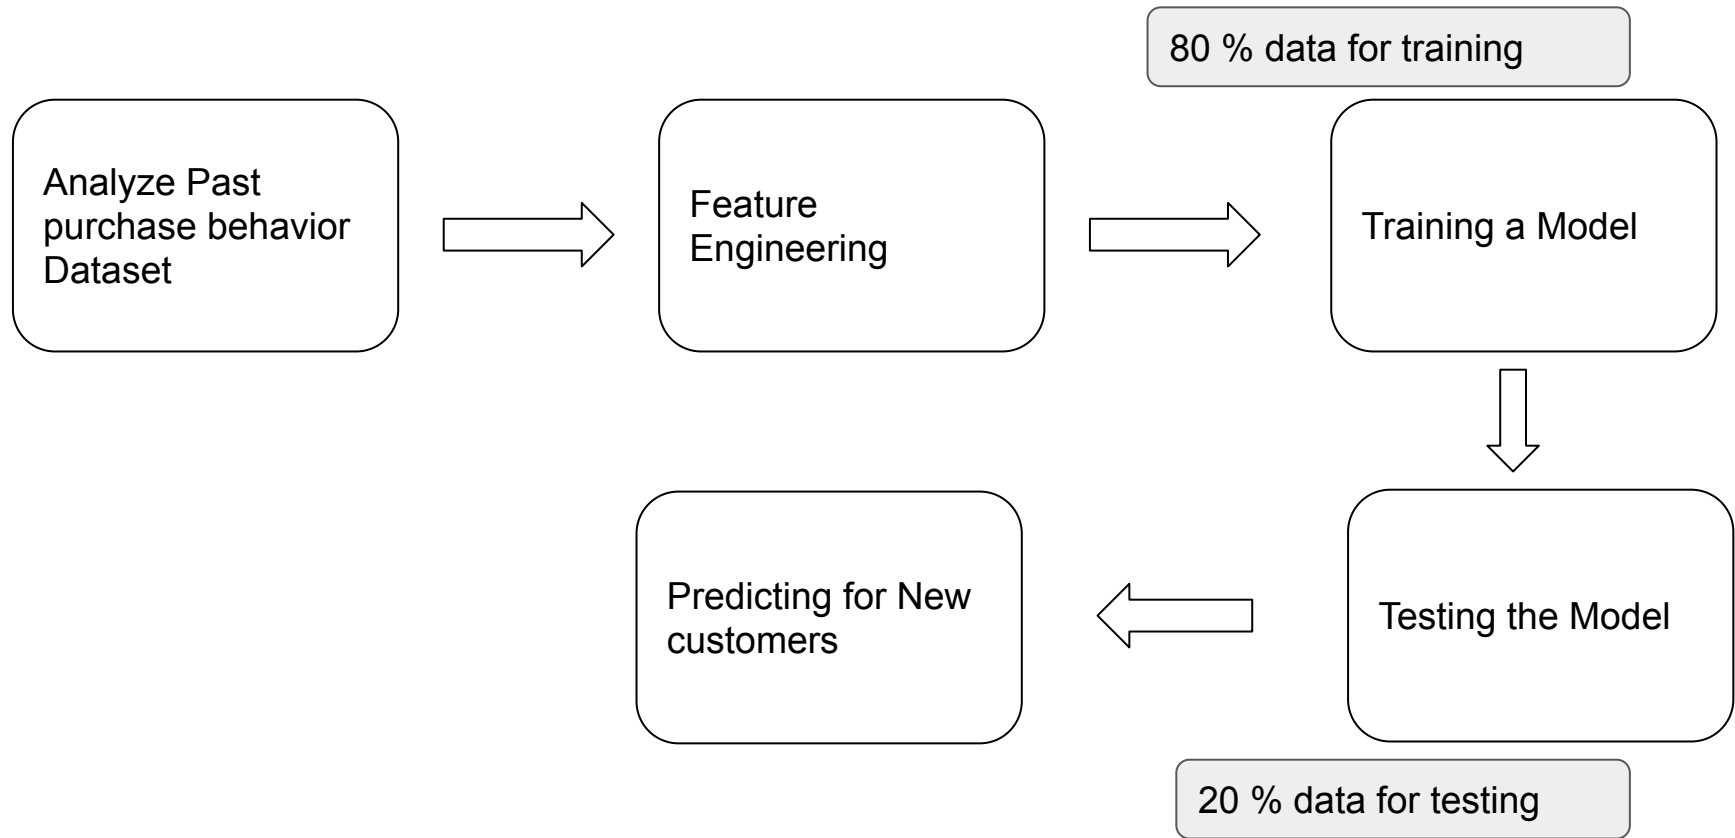 80 % data for training
Analyze Past
purchase behavior
Dataset
Feature
Engineering
Training a Model
Predicting for New
customers
Testing the Model
20 % data for testing